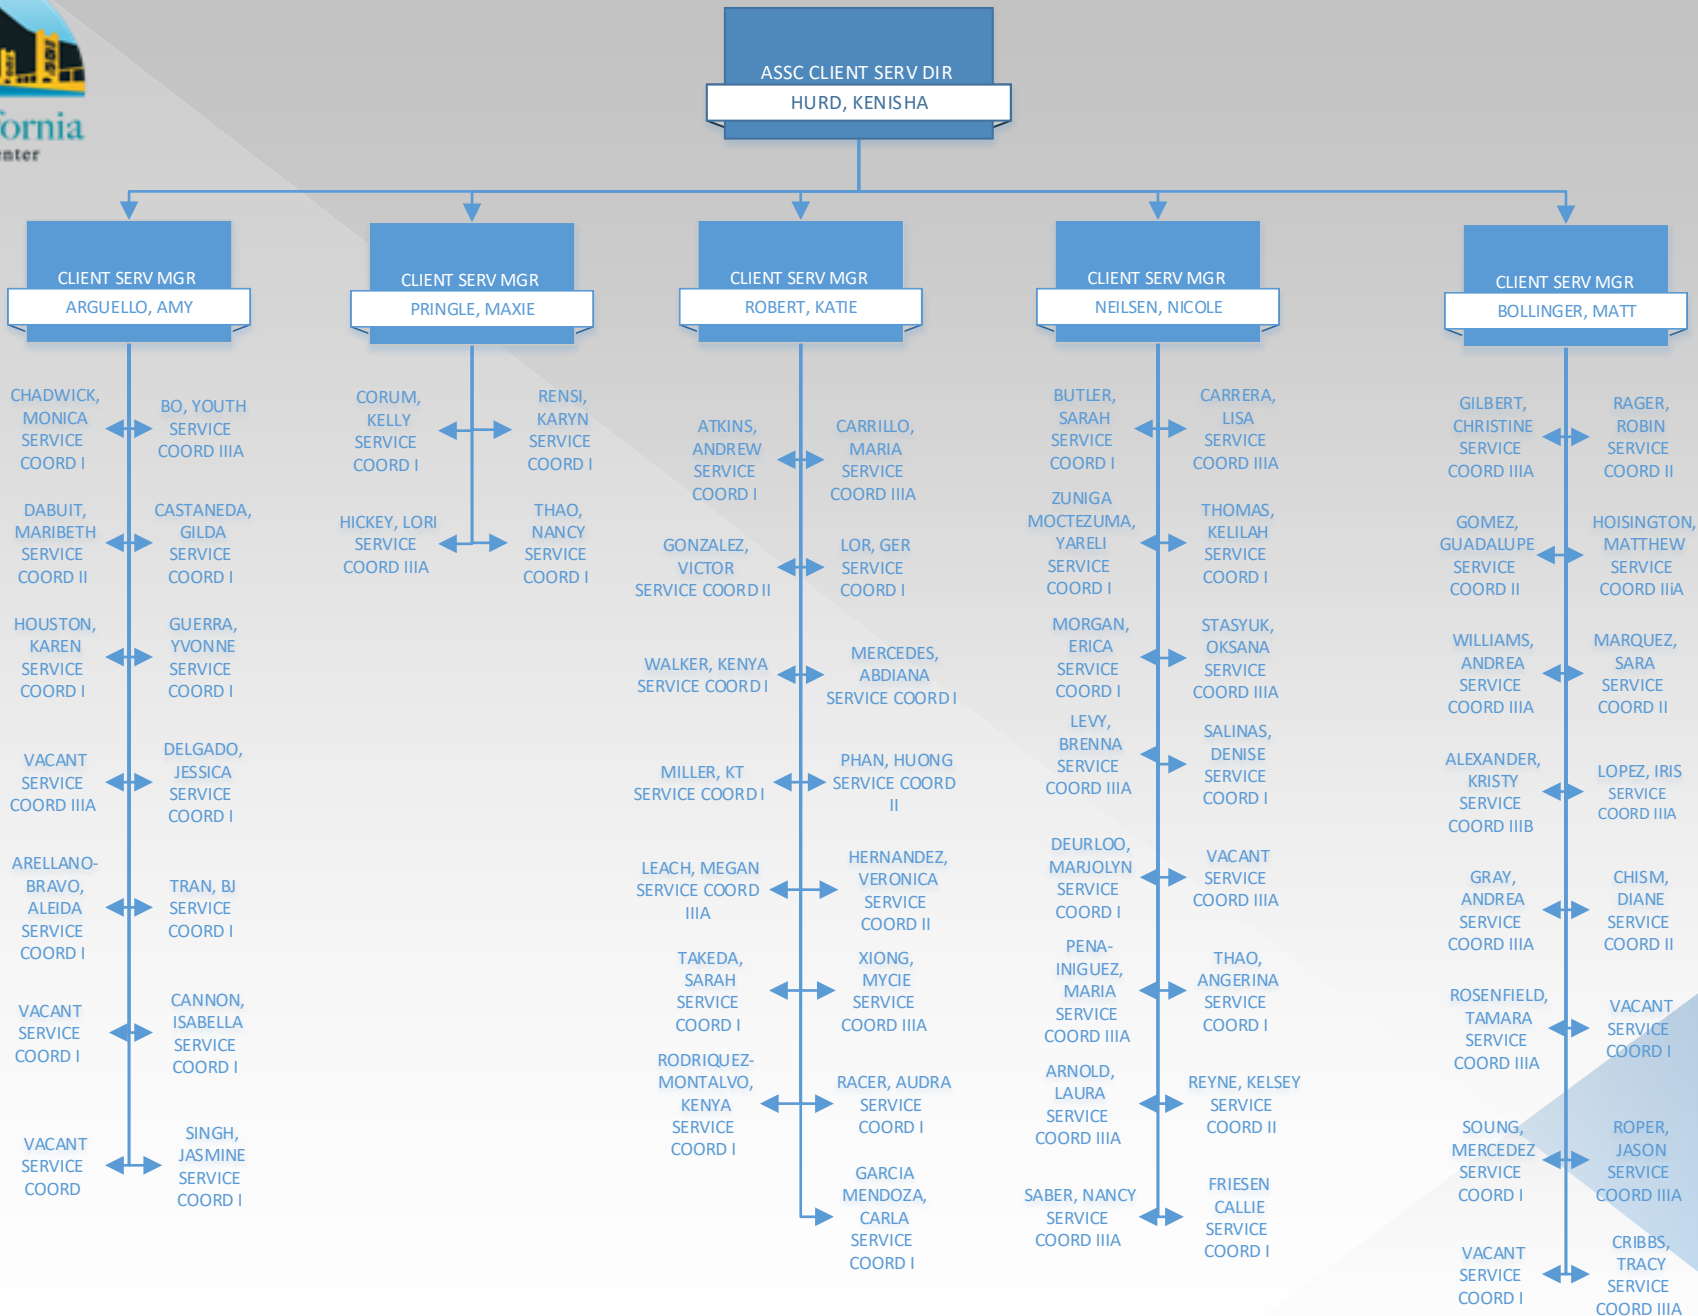 fornia
enter
ASSC CLIENT SERV DIR
HURD, KENISHA
CLIENT SERV MGR
ARGUELLO, AMY
CHADWICK,
MONICA
SERVICE
COORD I
BO, YOUTH
SERVICE
COORD IIIA
DABUIT,
MARIBETH
SERVICE
COORD II
CASTANEDA,
GILDA
SERVICE
COORD I
HOUSTON,
KAREN
SERVICE
COORD I
GUERRA,
YVONNE
SERVICE
COORD I
VACANT
SERVICE
COORD IIIA
DELGADO,
JESSICA
SERVICE
COORD I
ARELLANO-
BRAVO,
ALEIDA
SERVICE
COORD I
TRAN, BJ
SERVICE
COORD I
VACANT
SERVICE
COORD I
CANNON,
ISABELLA
SERVICE
COORD I
VACANT
SERVICE
COORD
SINGH,
JASMINE
SERVICE
COORD I
CLIENT SERV MGR
PRINGLE, MAXIE
CORUM,
KELLY
SERVICE
COORD I
RENSI,
KARYN
SERVICE
COORD I
HICKEY, LORI
SERVICE
COORD IIIA
THAO,
NANCY
SERVICE
COORD I
CLIENT SERV MGR
ROBERT, KATIE
ATKINS,
ANDREW
SERVICE
COORD I
CARRILLO,
MARIA
SERVICE
COORD IIIA
GONZALEZ,
VICTOR
SERVICE COORD II
LOR, GER
SERVICE
COORD I
WALKER, KENYA
SERVICE COORD I
MERCEDES,
ABDIANA
SERVICE COORD I
MILLER, KT
SERVICE COORD I
PHAN, HUONG
SERVICE COORD
II
LEACH, MEGAN
SERVICE COORD
IIIA
HERNANDEZ,
VERONICA
SERVICE
COORD II
TAKEDA,
SARAH
SERVICE
COORD I
XIONG,
MYCIE
SERVICE
COORD IIIA
RODRIQUEZ-
MONTALVO,
KENYA
SERVICE
COORD I
RACER, AUDRA
SERVICE
COORD I
GARCIA
MENDOZA,
CARLA
SERVICE
COORD I
CLIENT SERV MGR
NEILSEN, NICOLE
BUTLER,
SARAH
SERVICE
COORD I
CARRERA,
LISA
SERVICE
COORD IIIA
ZUNIGA
MOCTEZUMA,
YARELI
SERVICE
COORD I
THOMAS,
KELILAH
SERVICE
COORD I
MORGAN,
ERICA
SERVICE
COORD I
STASYUK,
OKSANA
SERVICE
COORD IIIA
LEVY,
BRENNA
SERVICE
COORD IIIA
SALINAS,
DENISE
SERVICE
COORD I
DEURLOO,
MARJOLYN
SERVICE
COORD I
VACANT
SERVICE
COORD IIIA
PENA-
INIGUEZ,
MARIA
SERVICE
COORD IIIA
THAO,
ANGERINA
SERVICE
COORD I
ARNOLD,
LAURA
SERVICE
COORD IIIA
REYNE, KELSEY
SERVICE
COORD II
SABER, NANCY
SERVICE
COORD IIIA
FRIESEN
CALLIE
SERVICE
COORD I
CLIENT SERV MGR
BOLLINGER, MATT
GILBERT,
CHRISTINE
SERVICE
COORD IIIA
RAGER,
ROBIN
SERVICE
COORD II
GOMEZ,
GUADALUPE
SERVICE
COORD II
HOISINGTON,
MATTHEW
SERVICE
COORD IIiA
WILLIAMS,
ANDREA
SERVICE
COORD IIIA
MARQUEZ,
SARA
SERVICE
COORD II
ALEXANDER,
KRISTY
SERVICE
COORD IIIB
LOPEZ, IRIS
SERVICE
COORD IIIA
GRAY,
ANDREA
SERVICE
COORD IIIA
CHISM,
DIANE
SERVICE
COORD II
ROSENFIELD,
TAMARA
SERVICE
COORD IIIA
VACANT
SERVICE
COORD I
SOUNG,
MERCEDEZ
SERVICE
COORD I
ROPER,
JASON
SERVICE
COORD IIIA
VACANT
SERVICE
COORD I
CRIBBS,
TRACY
SERVICE
COORD IIIA